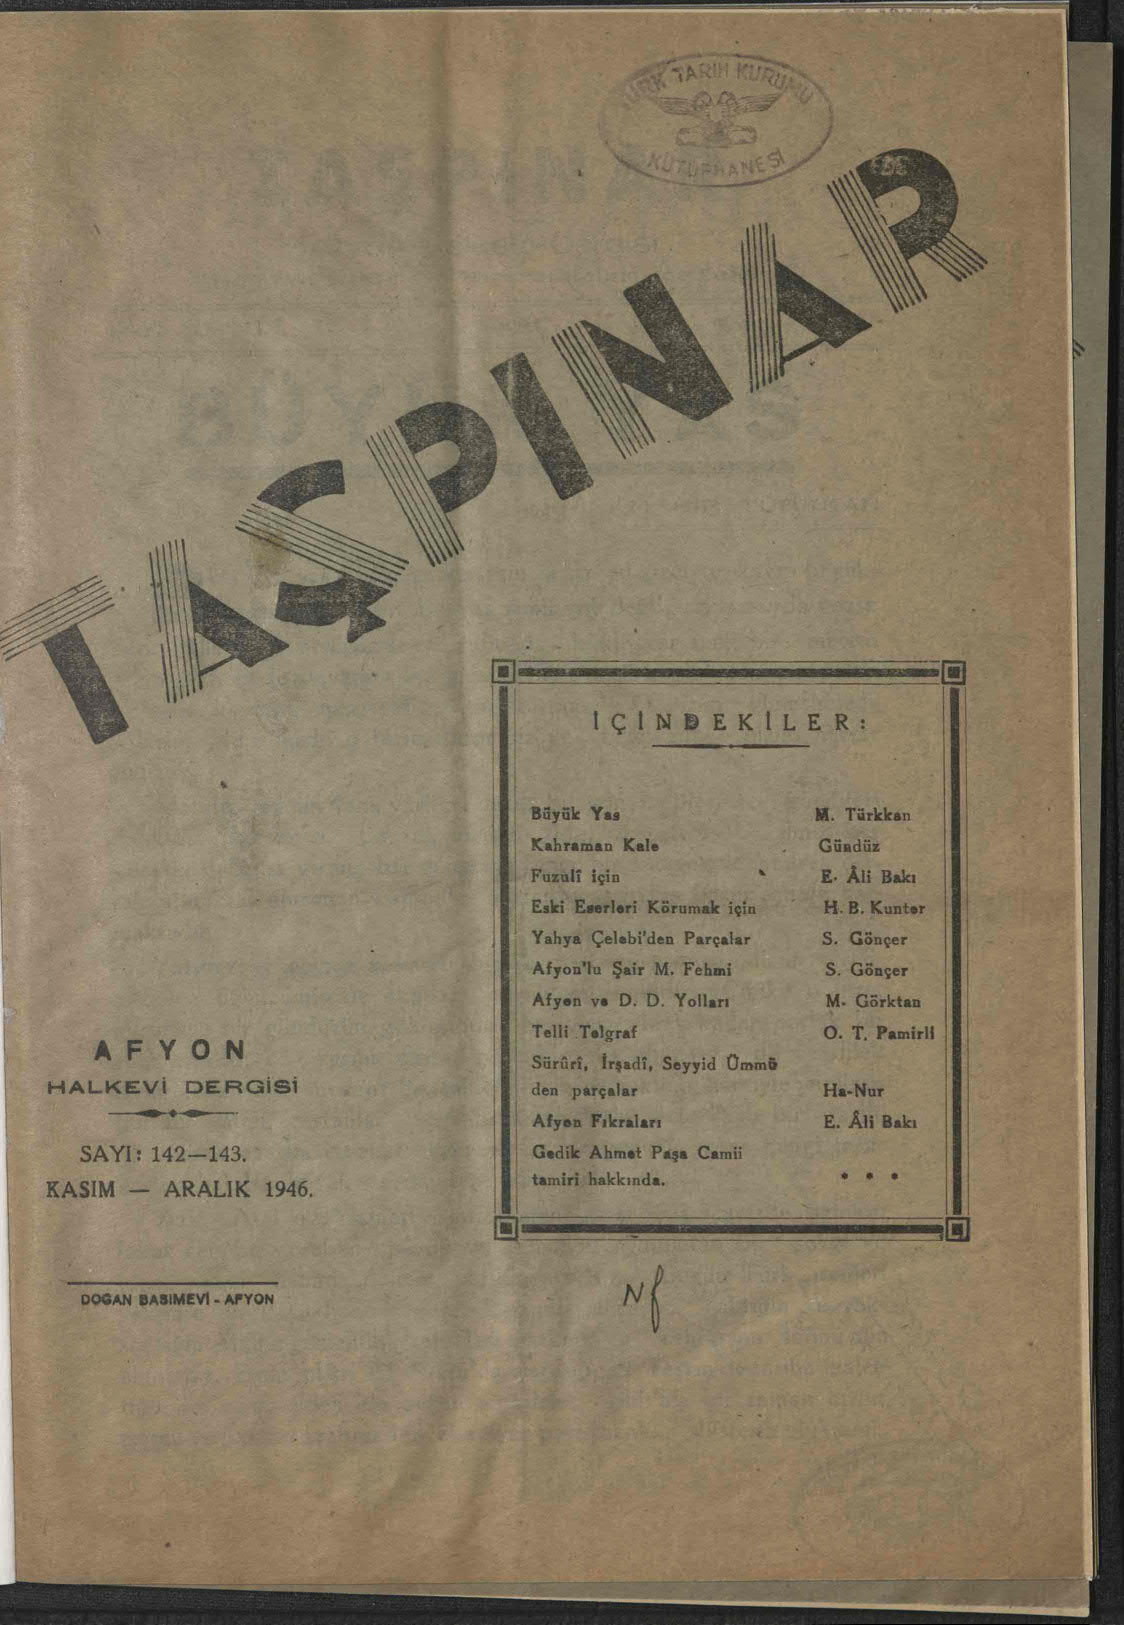 TÜRK TARİH KURUMU
KÜTÜPHANESİ
TAŞPINAR
İÇİNDEKİLER:
Büyük Yas M. Türkkan
Kahraman Kale Gündüz
Fuzulî için E. Âli Bakı
Eski Eserleri Körumak için H. B. Kunter
Yahya Çelebi'den Parçalar S. Gönçer
Afyon'lu Şair M. Fehmi S. Gönçer
Afyon ve D. D. Yolları M. Görktan
Telli Telgraf O. T. Pamirli
Sürûrî, İrşadî, Seyyid Ümmü
den parçalar Ha-Nur
Afyon Fıkraları E. Âli Bakı
Gedik Ahmet Paşa Camii
tamiri hakkında. * * *
AFYON
HALKEVİ DERGİSİ
SAYI: 142—143.
KASIM — ARALIK 1946.
DOĞAN BASIMEVİ - AFYON
Nf